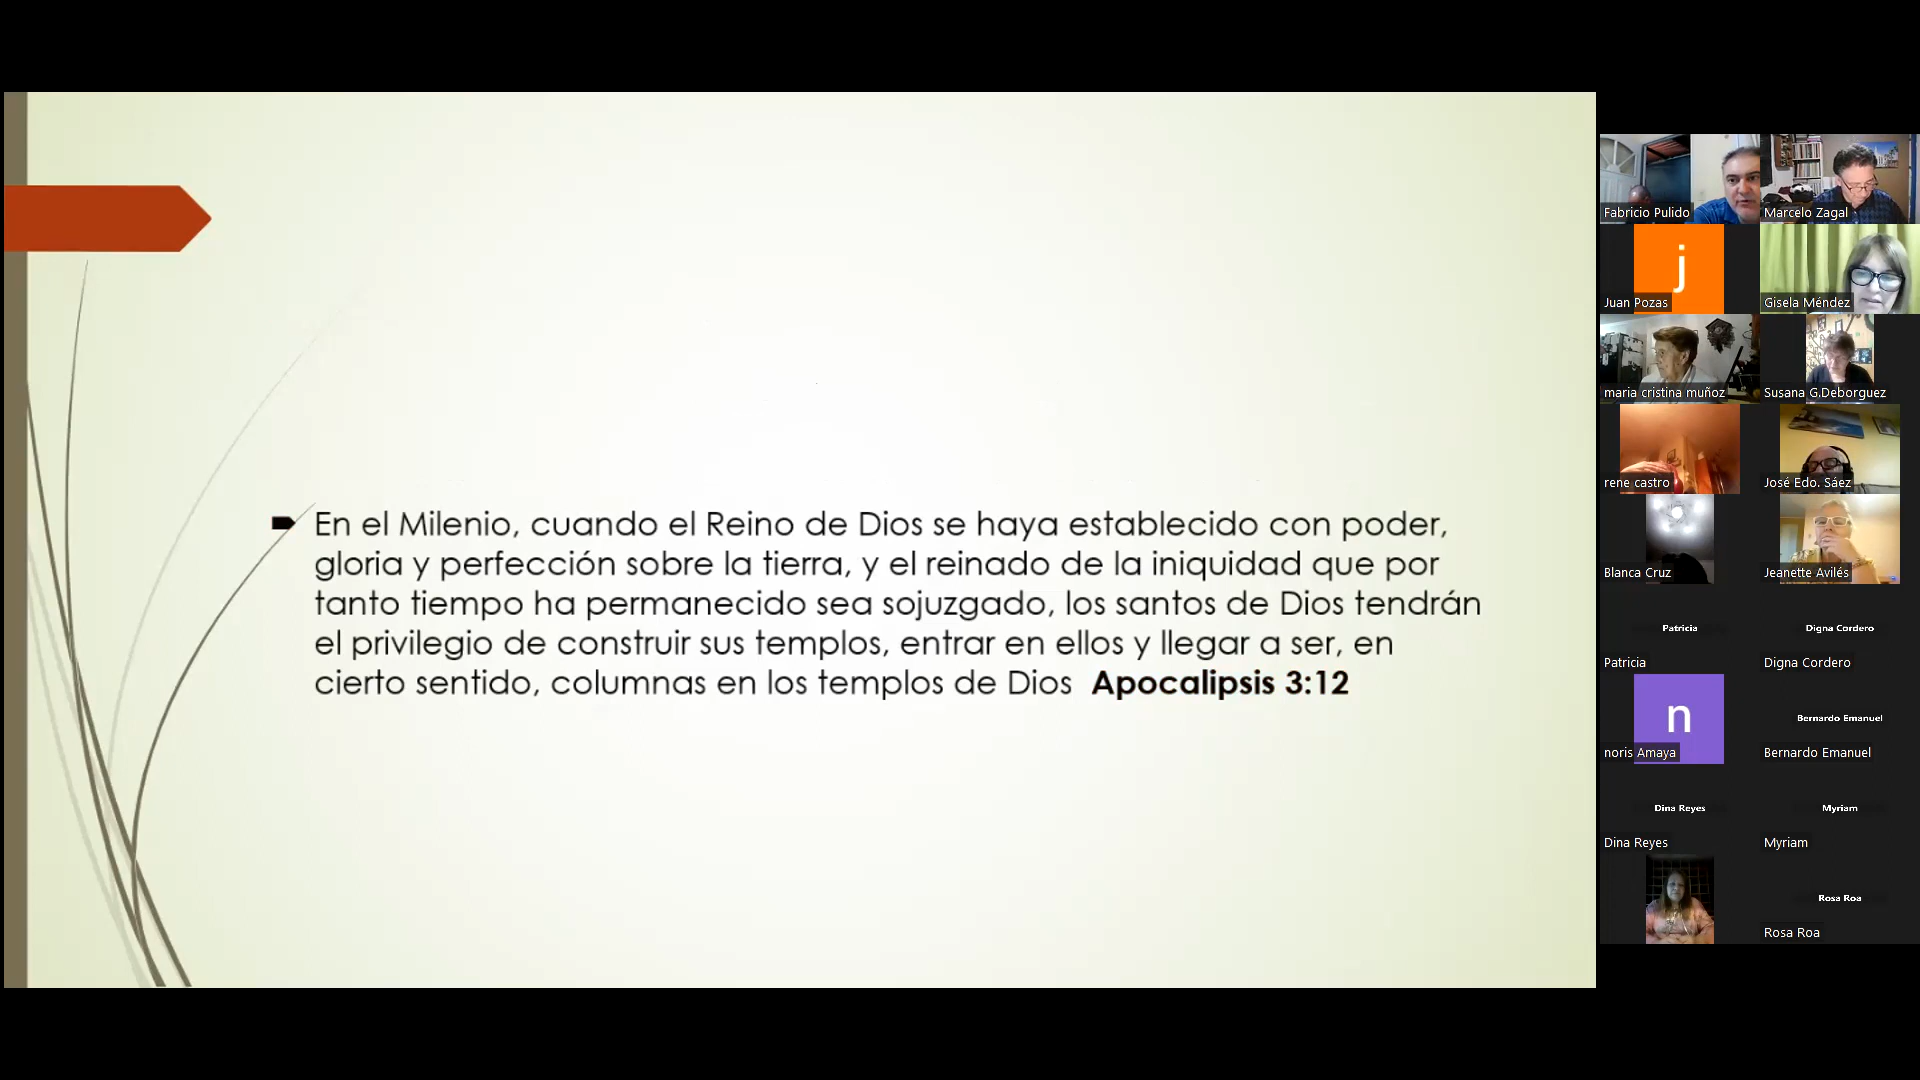 En el Milenio, cuando el Reino de Dios se haya establecido con poder,
gloria y perfección sobre la tierra, y el reinado de la iniquidad que por
tanto tiempo ha permanecido sea sojuzgado, los santos de Dios tendrán
el privilegio de construir sus templos, entrar en ellos y llegar a ser, en
cierto sentido, columnas en los templos de Dios Apocalipsis 3:12
Fabricio Pulido
Marcelo Zagal
j
Juan Pozas
Gisela Méndez
maria cristina muñoz
Susana G.Deborguez
rene castro
José Edo. Sáez
Blanca Cruz
Jeanette Avilés
Patricia
Patricia
Digna Cordero
Digna Cordero
n
noris Amaya
Bernardo Emanuel
Bernardo Emanuel
Dina Reyes
Dina Reyes
Myriam
Myriam
Rosa Roa
Rosa Roa